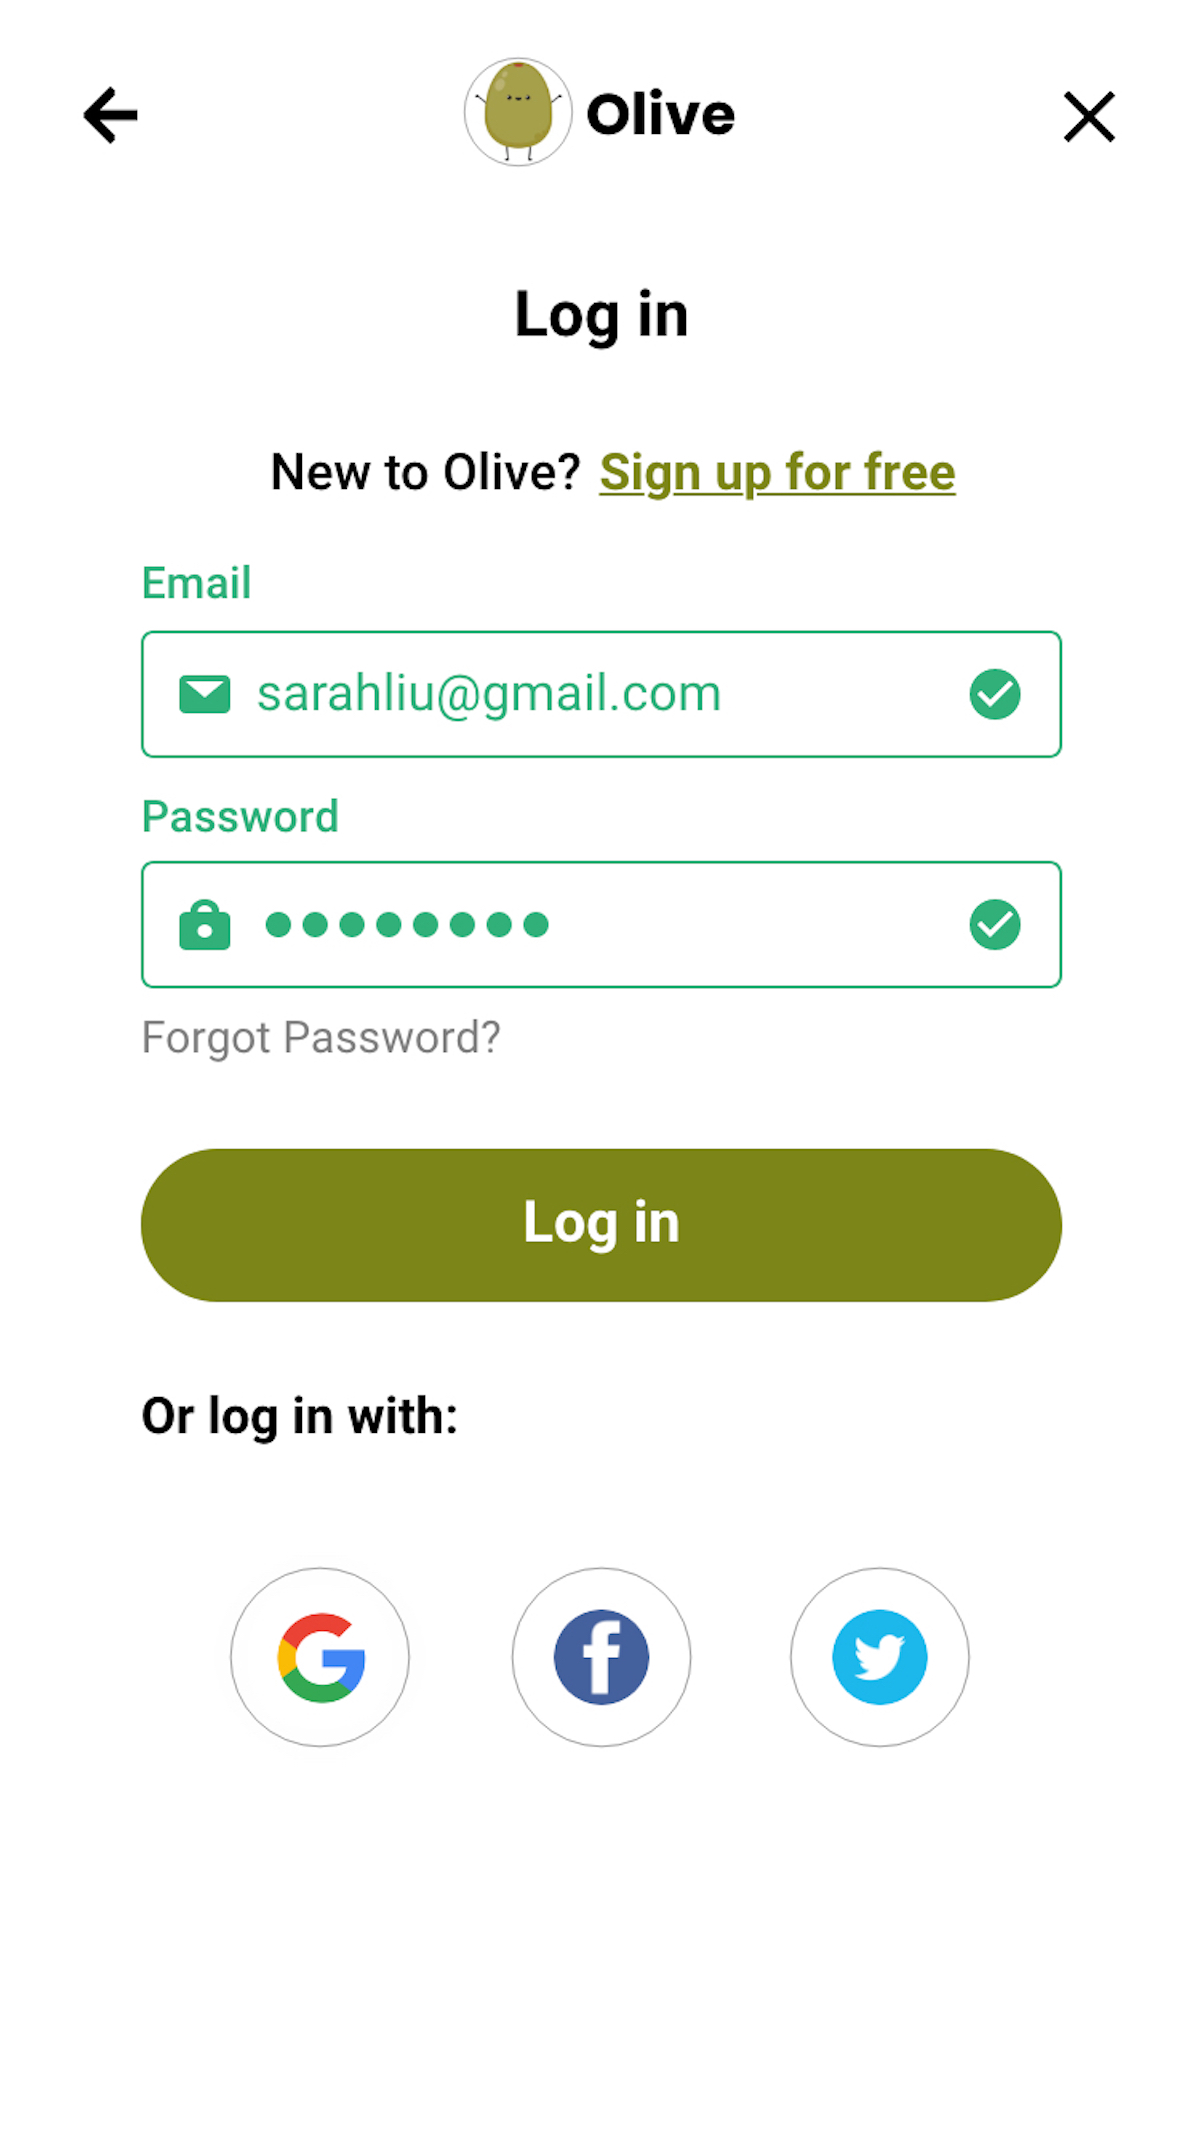 Olive
Log in
New to Olive? Sign up for free
Email
sarahliu@gmail.com
Password
●●●●●●●●
Forgot Password?
Log in
Or log in with: